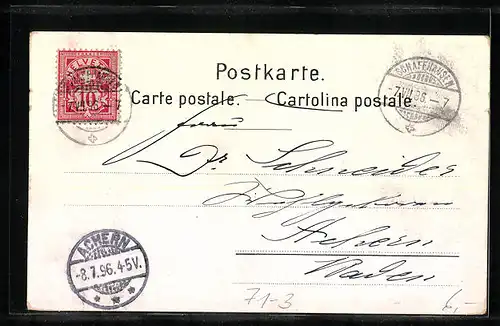 HELVETIA
10
Postkarte.
Carte postale. Cartolina postale.
SCHAFFHAUSEN
7.VII.96.–7
Herrn
Dr. Schneider
Achern
Baden
ACHERN
-8.7.96.4-5V.
71-3